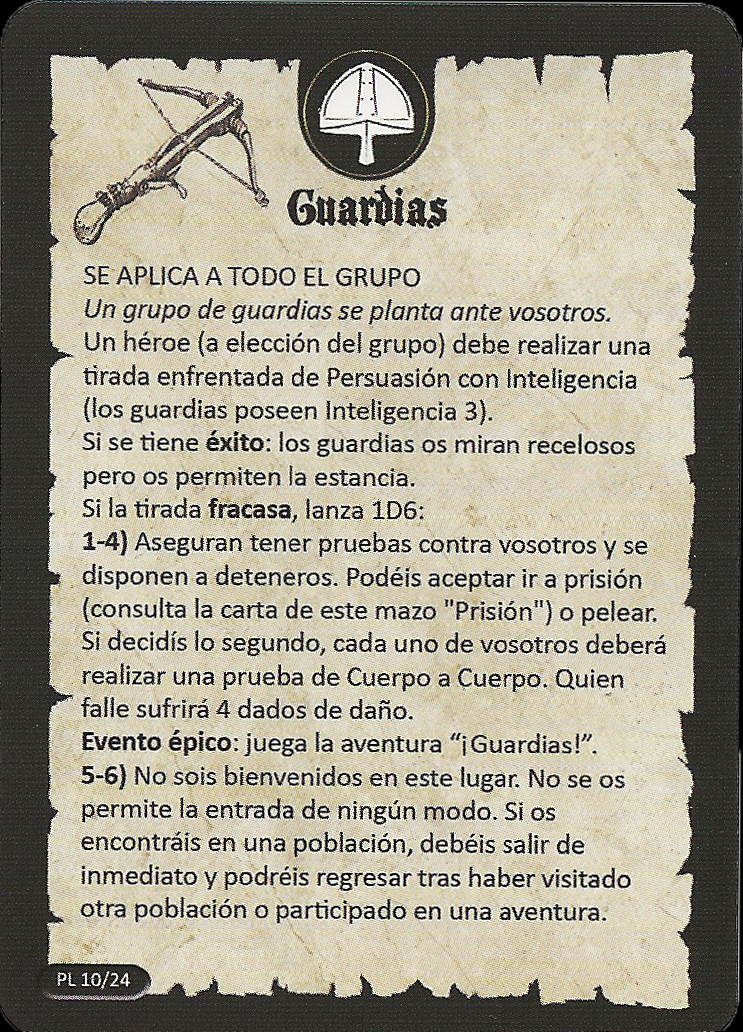 Guardias
SE APLICA A TODO EL GRUPO
Un grupo de guardias se planta ante vosotros.
Un héroe (a elección del grupo) debe realizar una
tirada enfrentada de Persuasión con Inteligencia
(los guardias poseen Inteligencia 3).
Si se tiene éxito: los guardias os miran recelosos
pero os permiten la estancia.
Si la tirada fracasa, lanza 1D6:
1-4) Aseguran tener pruebas contra vosotros y se
disponen a deteneros. Podéis aceptar ir a prisión
(consulta la carta de este mazo "Prisión") o pelear.
Si decidís lo segundo, cada uno de vosotros deberá
realizar una prueba de Cuerpo a Cuerpo. Quien
falle sufrirá 4 dados de daño.
Evento épico: juega la aventura “¡Guardias!”.
5-6) No sois bienvenidos en este lugar. No se os
permite la entrada de ningún modo. Si os
encontráis en una población, debéis salir de
inmediato y podréis regresar tras haber visitado
otra población o participado en una aventura.
PL 10/24